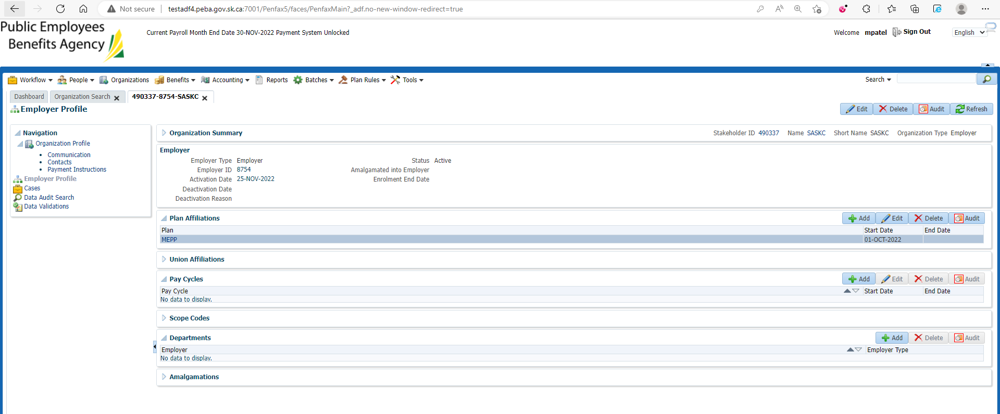 Not secure testadf4.peba.gov.sk.ca:7001/Penfax5/faces/PenfaxMain?_adf.no-new-window-redirect=true
Public Employees
Benefits Agency
Current Payroll Month End Date 30-NOV-2022 Payment System Unlocked
Welcome mpatel Sign Out English
Workflow People Organizations Benefits Accounting Reports Batches Plan Rules Tools Search
Dashboard Organization Search 490337-8754-SASKC
Employer Profile Edit Delete Audit Refresh
Navigation
Organization Profile
Communication
Contacts
Payment Instructions
Employer Profile
Cases
Data Audit Search
Data Validations
Organization Summary Stakeholder ID 490337 Name SASKC Short Name SASKC Organization Type Employer
Employer
Employer Type Employer Status Active
Employer ID 8754 Amalgamated into Employer
Activation Date 25-NOV-2022 Enrolment End Date
Deactivation Date
Deactivation Reason
Plan Affiliations Add Edit Delete Audit
Plan Start Date End Date
MEPP 01-OCT-2022
Union Affiliations
Pay Cycles Add Edit Delete Audit
Pay Cycle Start Date End Date
No data to display.
Scope Codes
Departments Add Delete Audit
Employer Employer Type
No data to display.
Amalgamations